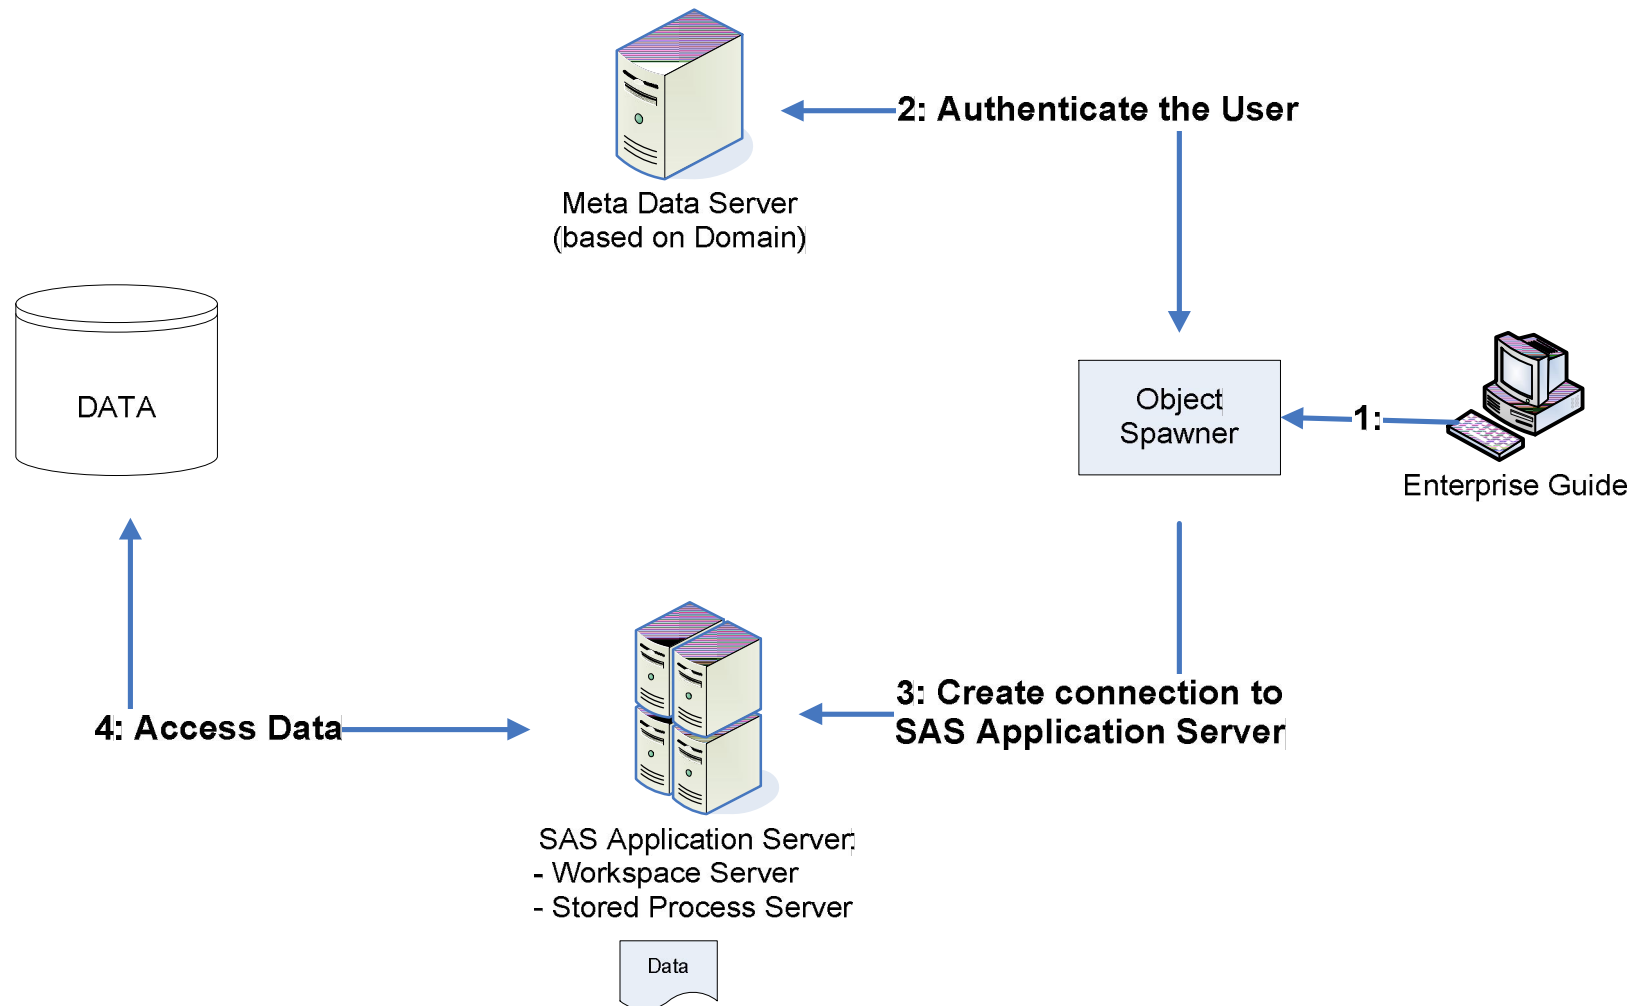 2: Authenticate the User
Meta Data Server
(based on Domain)
DATA
Object
Spawner
1:
Enterprise Guide
3: Create connection to
SAS Application Server
4: Access Data
SAS Application Server:
- Workspace Server
- Stored Process Server
Data